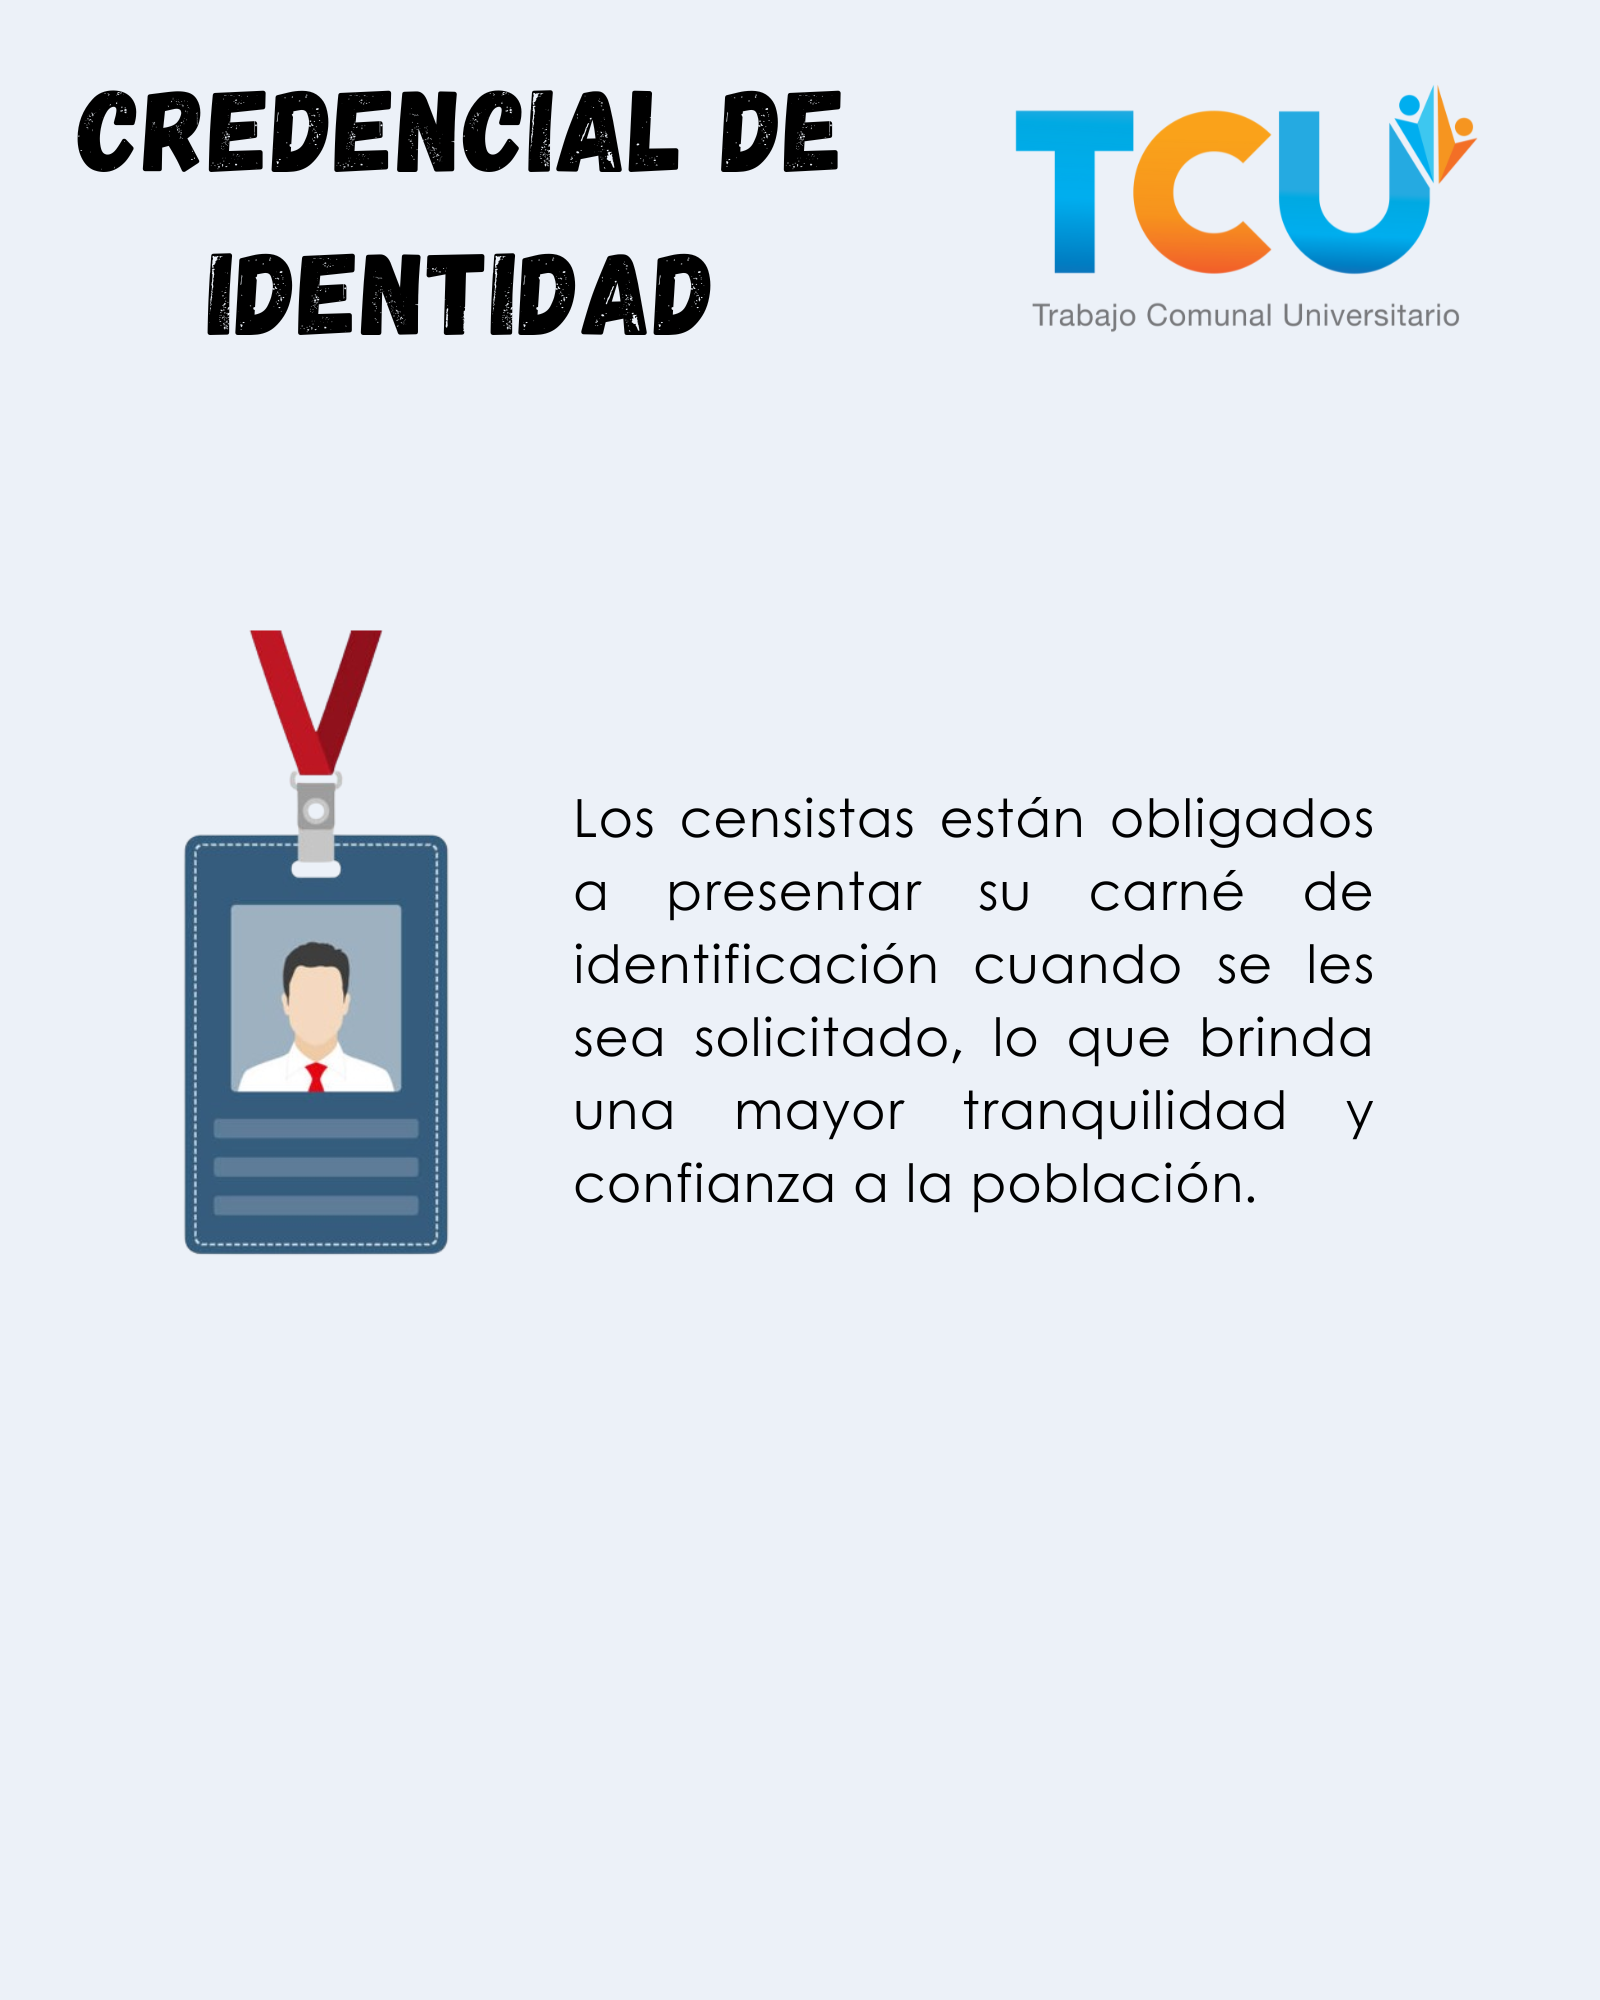 CREDENCIAL DE
IDENTIDAD
TCU
Trabajo Comunal Universitario
Los censistas están obligados
a presentar su carné de
identificación cuando se les
sea solicitado, lo que brinda
una mayor tranquilidad y
confianza a la población.